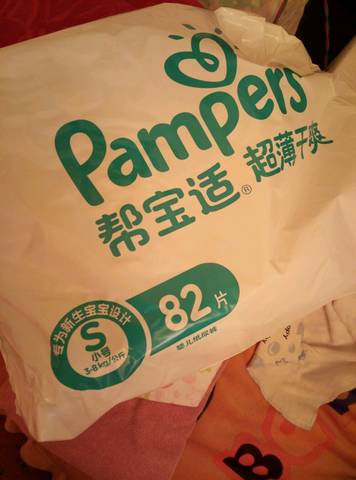 Pampers
帮宝适® 超薄干爽
专为新生宝宝设计
S
小号
3-8kg/公斤
82片
婴儿纸尿裤